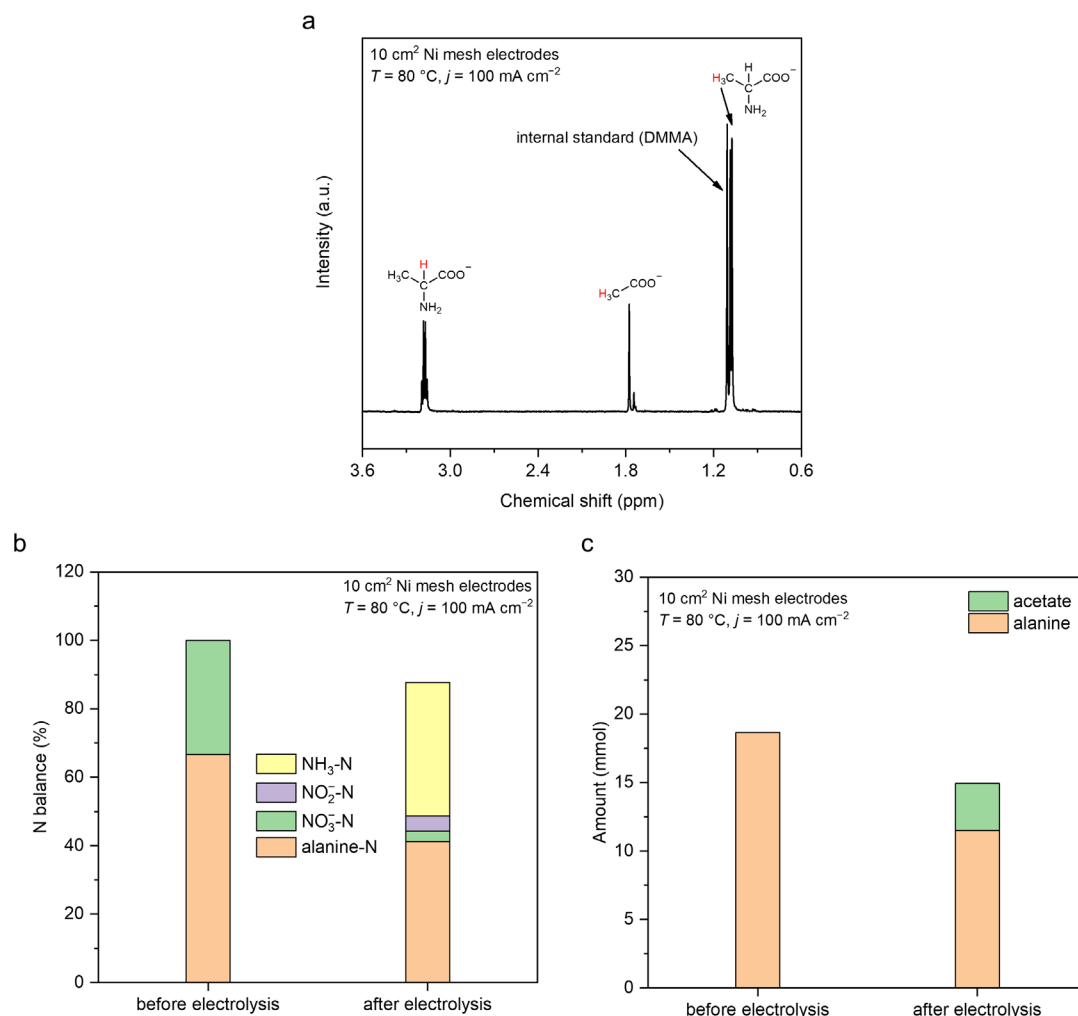 a
10 cm² Ni mesh electrodes
T = 80 °C, j = 100 mA cm⁻²
H
H₃C
C
COO⁻
NH₂
internal standard (DMMA)
H
H₃C
C
COO⁻
NH₂
H₃C
COO⁻
Intensity (a.u.)
3.6 3.0 2.4 1.8 1.2 0.6
Chemical shift (ppm)
b
10 cm² Ni mesh electrodes
T = 80 °C, j = 100 mA cm⁻²
120
100
80
60
40
20
0
N balance (%)
NH₃-N
NO₂⁻-N
NO₃⁻-N
alanine-N
before electrolysis after electrolysis
c
10 cm² Ni mesh electrodes
T = 80 °C, j = 100 mA cm⁻²
acetate
alanine
30
25
20
15
10
5
0
Amount (mmol)
before electrolysis after electrolysis